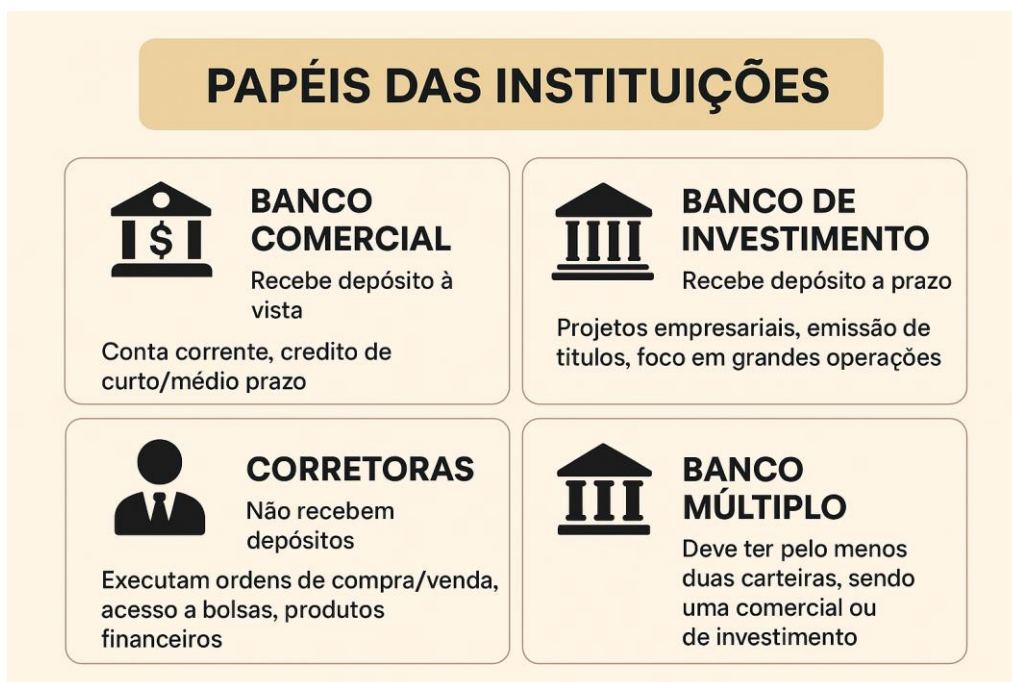 PAPÉIS DAS INSTITUIÇÕES
BANCO
COMERCIAL
Recebe depósito à
vista
Conta corrente, credito de
curto/médio prazo
BANCO DE
INVESTIMENTO
Recebe depósito a prazo
Projetos empresariais, emissão de
titulos, foco em grandes operações
CORRETORAS
Não recebem
depósitos
Executam ordens de compra/venda,
acesso a bolsas, produtos
financeiros
BANCO
MÚLTIPLO
Deve ter pelo menos
duas carteiras, sendo
uma comercial ou
de investimento